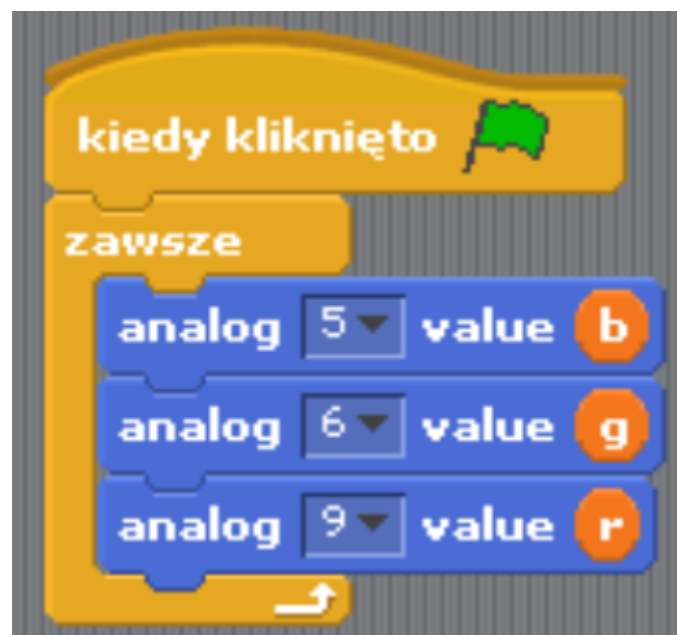 kiedy kliknięto
zawsze
analog 5 value b
analog 6 value g
analog 9 value r